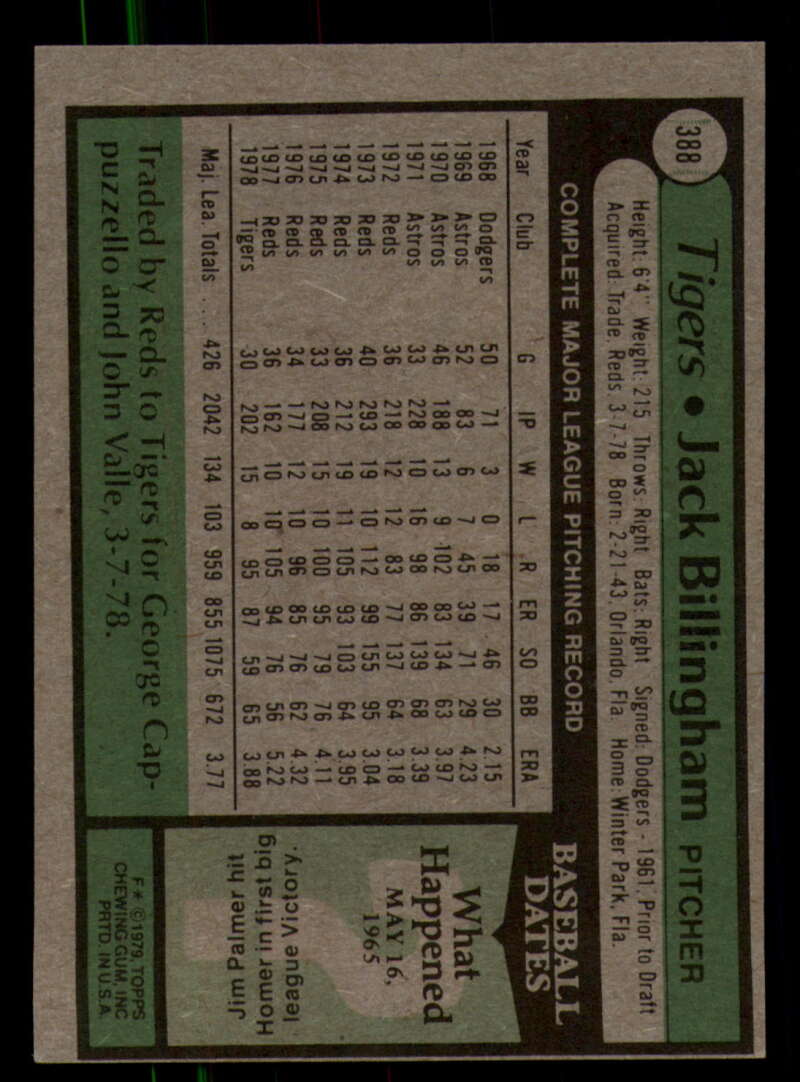 388
Tigers • Jack Billingham PITCHER
Height: 6'4" Weight: 215 Throws: Right Bats: Right Signed: Dodgers - 1961: Prior to Draft
Acquired: Trade, Reds 3-7-78 Born: 2-21-43, Orlando, Fla Home: Winter Park, Fla.
COMPLETE MAJOR LEAGUE PITCHING RECORD
Year Club G IP W L R ER SO BB ERA
1968 Dodgers 50 71 3 0 18 17 46 30 2.15
1969 Astros 52 83 6 7 45 39 71 29 4.23
1970 Astros 46 188 13 9 102 83 134 63 3.97
1971 Astros 33 228 10 16 98 86 139 68 3.39
1972 Reds 36 218 12 12 83 77 137 64 3.18
1973 Reds 40 293 19 10 112 99 155 95 3.04
1974 Reds 36 212 19 11 105 93 103 64 3.95
1975 Reds 33 208 15 10 100 95 79 76 4.11
1976 Reds 34 177 12 10 96 85 76 62 4.32
1977 Reds 36 162 10 10 105 94 76 56 5.22
1978 Tigers 30 202 15 8 95 87 59 65 3.88
Maj. Lea. Totals .... 426 2042 134 103 959 855 1075 672 3.77
Traded by Reds to Tigers for George Cap-
puzzello and John Valle, 3-7-78.
BASEBALL
DATES
What
Happened
MAY 16,
1965
Jim Palmer hit
Homer in first big
league Victory.
F* © 1979, TOPPS
CHEWING GUM, INC
PRTD. IN U.S.A.